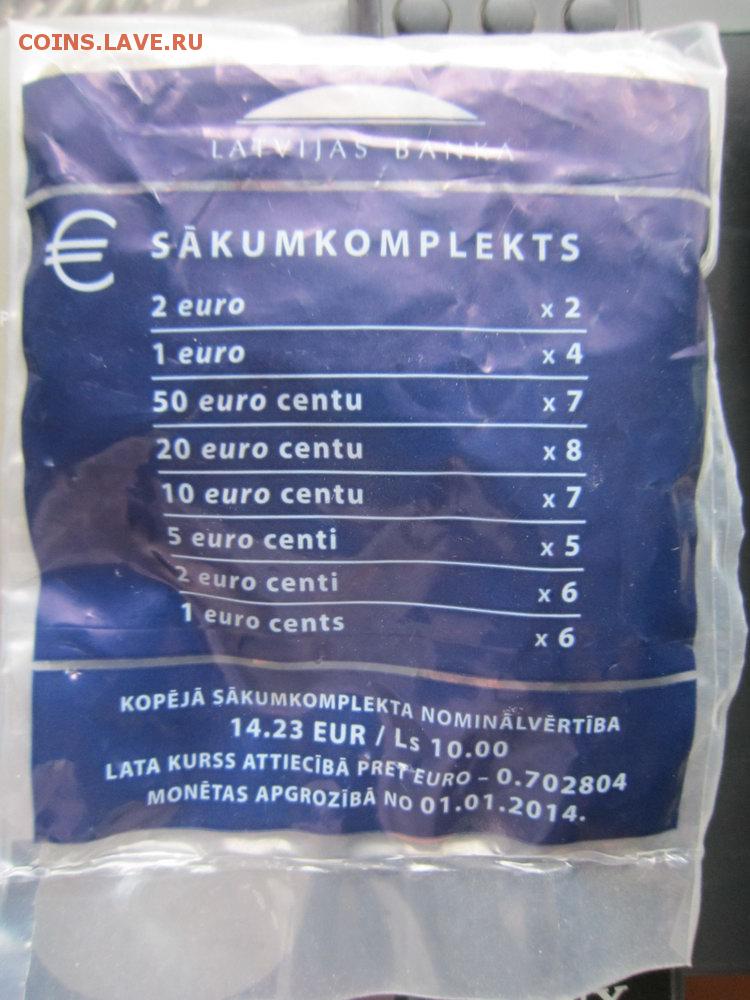 COINS.LAVE.RU
LATVIJAS BANKA
€ SĀKUMKOMPLEKTS
2 euro x 2
1 euro x 4
50 euro centu x 7
20 euro centu x 8
10 euro centu x 7
5 euro centi x 5
2 euro centi x 6
1 euro cents x 6
KOPĒJĀ SĀKUMKOMPLEKTA NOMINĀLVĒRTĪBA
14.23 EUR / Ls 10.00
LATA KURSS ATTIECĪBĀ PRET EURO – 0.702804
MONĒTAS APGROZĪBĀ NO 01.01.2014.